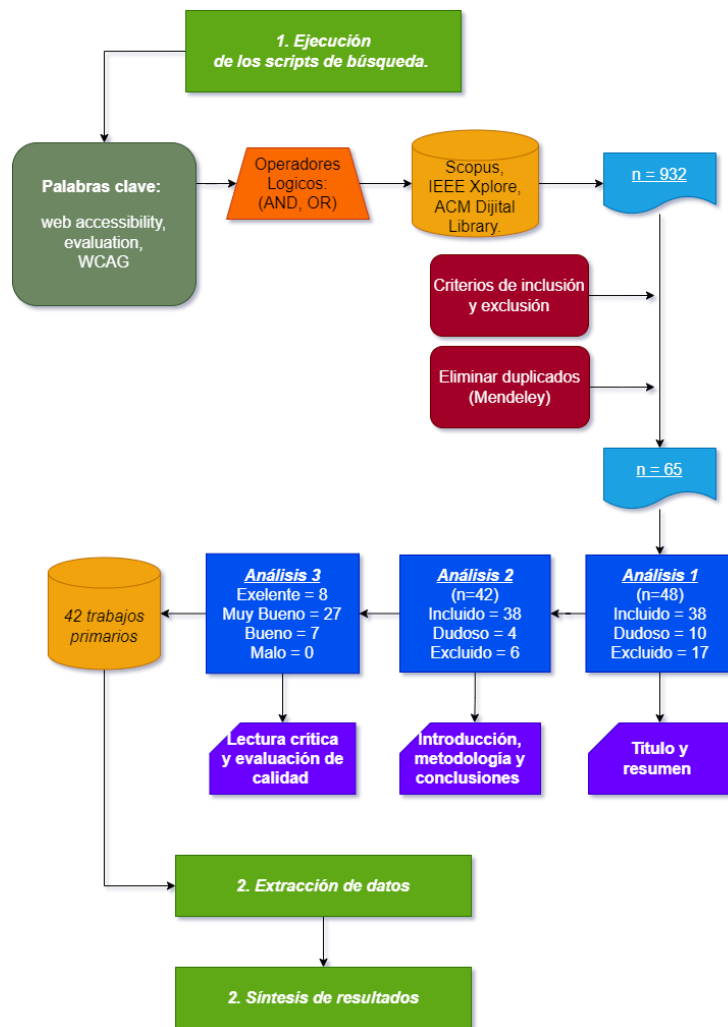 1. Ejecución
de los scripts de búsqueda.
Palabras clave:
web accessibility,
evaluation,
WCAG
Operadores
Logicos:
(AND, OR)
Scopus,
IEEE Xplore,
ACM Dijital
Library.
n = 932
Criterios de inclusión
y exclusión
Eliminar duplicados
(Mendeley)
n = 65
Análisis 1
(n=48)
Incluido = 38
Dudoso = 10
Excluido = 17
Titulo y
resumen
Análisis 2
(n=42)
Incluido = 38
Dudoso = 4
Excluido = 6
Introducción,
metodología y
conclusiones
Análisis 3
Exelente = 8
Muy Bueno = 27
Bueno = 7
Malo = 0
Lectura crítica
y evaluación de
calidad
42 trabajos
primarios
2. Extracción de datos
2. Síntesis de resultados